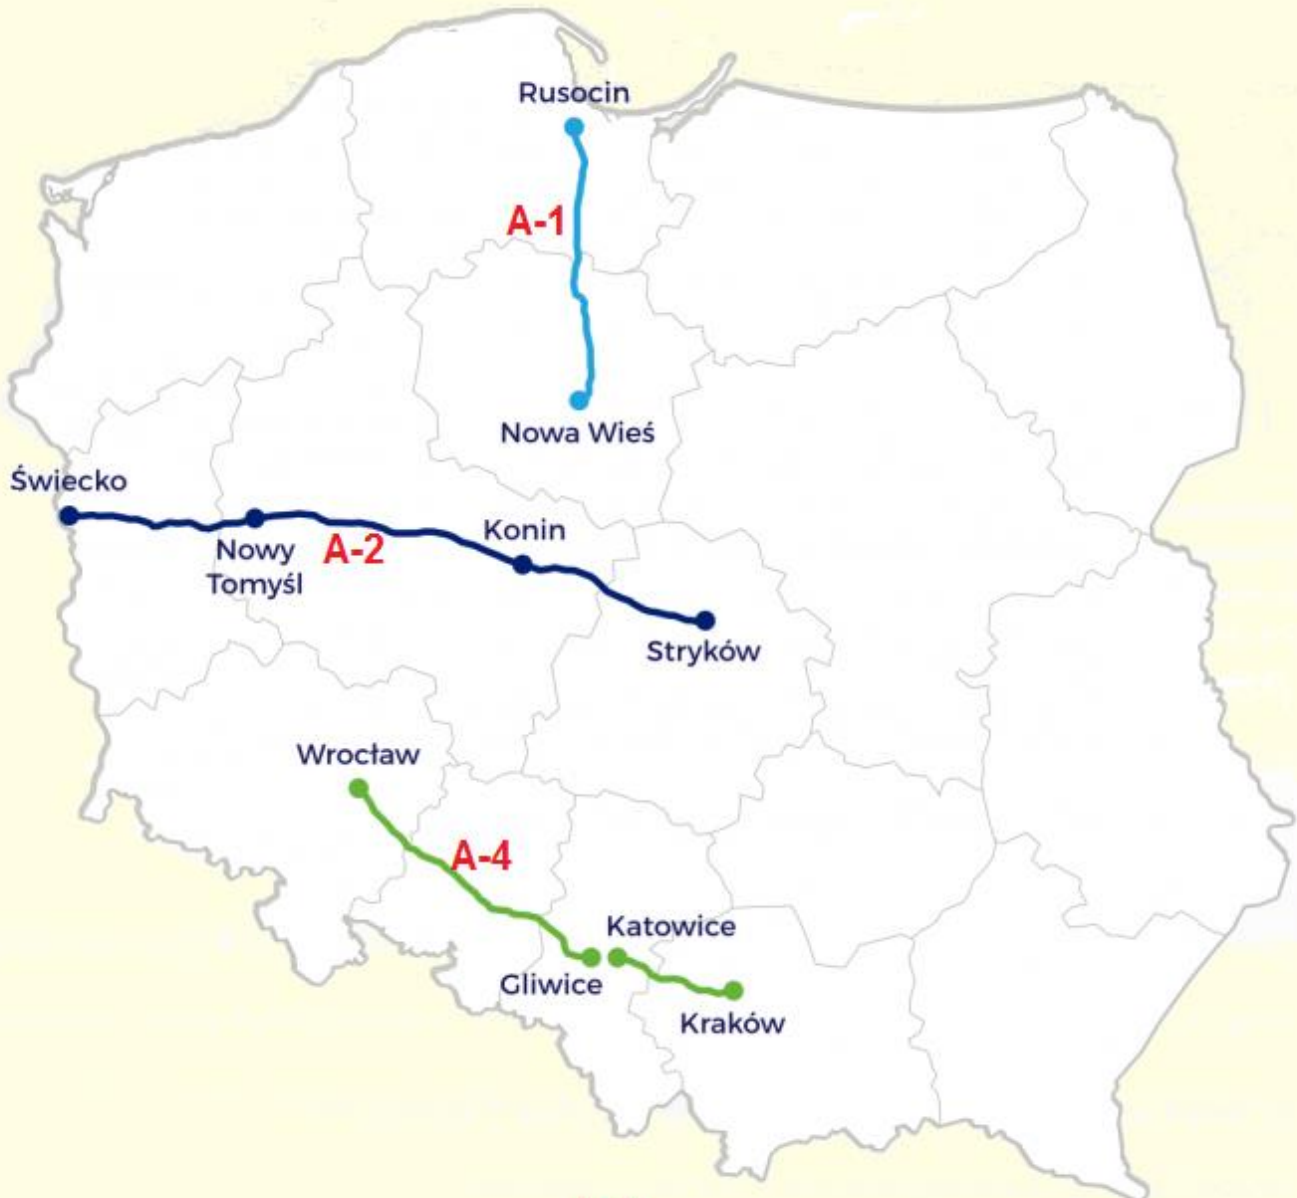 Rusocin
A-1
Nowa Wieś
Świecko
Konin
Nowy
Tomyśl
A-2
Stryków
Wrocław
A-4
Katowice
Gliwice
Kraków